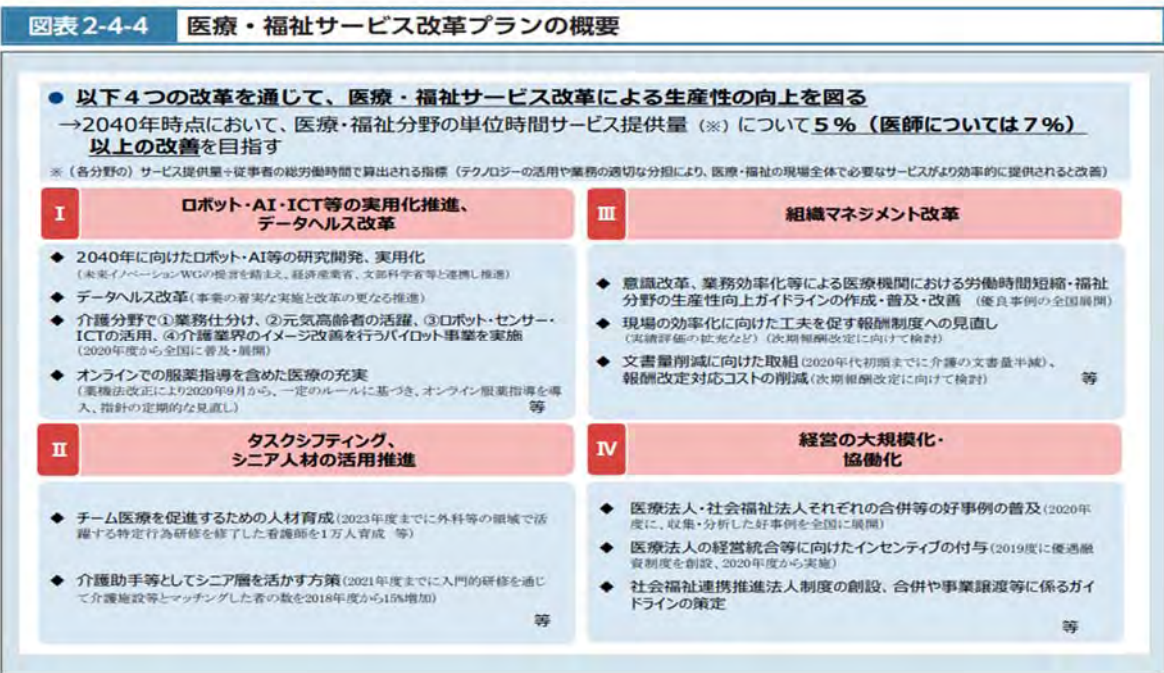 図表2-4-4 医療・福祉サービス改革プランの概要
● 以下４つの改革を通じて、医療・福祉サービス改革による生産性の向上を図る
→2040年時点において、医療・福祉分野の単位時間サービス提供量（※）について５％（医師については７％）
以上の改善を目指す
※（各分野の）サービス提供量÷従事者の総労働時間で算出される指標（テクノロジーの活用や業務の適切な分担により、医療・福祉の現場全体で必要なサービスがより効率的に提供されると改善）
Ⅰ ロボット・AI・ICT等の実用化推進、
データヘルス改革
◆ 2040年に向けたロボット・AI等の研究開発、実用化
（未来イノベーションWGの提言を踏まえ、経済産業省、文部科学省等と連携し推進）
◆ データヘルス改革（事業の着実な実施と改革の更なる推進）
◆ 介護分野で①業務仕分け、②元気高齢者の活躍、③ロボット・センサー・
ICTの活用、④介護業界のイメージ改善を行うパイロット事業を実施
（2020年度から全国に普及・展開）
◆ オンラインでの服薬指導を含めた医療の充実
（薬機法改正により2020年9月から、一定のルールに基づき、オンライン服薬指導を導
入、指針の定期的な見直し）
等
Ⅱ タスクシフティング、
シニア人材の活用推進
◆ チーム医療を促進するための人材育成（2023年度までに外科等の領域で活
躍する特定行為研修を修了した看護師を1万人育成 等）
◆ 介護助手等としてシニア層を活かす方策（2021年度までに入門的研修を通じ
て介護施設等とマッチングした者の数を2018年度から15%増加）
等
Ⅲ 組織マネジメント改革
◆ 意識改革、業務効率化等による医療機関における労働時間短縮・福祉
分野の生産性向上ガイドラインの作成・普及・改善（優良事例の全国展開）
◆ 現場の効率化に向けた工夫を促す報酬制度への見直し
（実績評価の拡充など）（次期報酬改定に向けて検討）
◆ 文書量削減に向けた取組（2020年代初頭までに介護の文書量半減）、
報酬改定対応コストの削減（次期報酬改定に向けて検討）
等
Ⅳ 経営の大規模化・
協働化
◆ 医療法人・社会福祉法人それぞれの合併等の好事例の普及（2020年
度に、収集・分析した好事例を全国に展開）
◆ 医療法人の経営統合等に向けたインセンティブの付与（2019度に優遇融
資制度を創設、2020年度から実施）
◆ 社会福祉連携推進法人制度の創設、合併や事業譲渡等に係るガイ
ドラインの策定
等